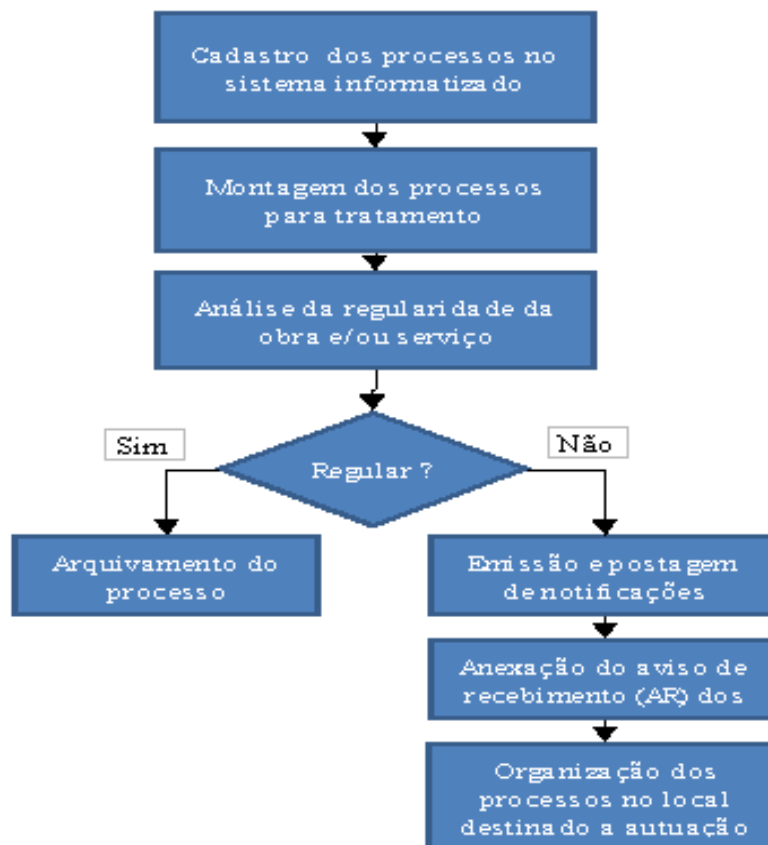 Cadastro dos processos no
sistema informatizado
Montagem dos processos
para tratamento
Análise da regularidade da
obra e/ou serviço
Sim
Não
Regular ?
Arquivamento do
processo
Emissão e postagem
de notificações
Anexação do aviso de
recebimento (AR) dos
Organização dos
processos no local
destinado a autuação